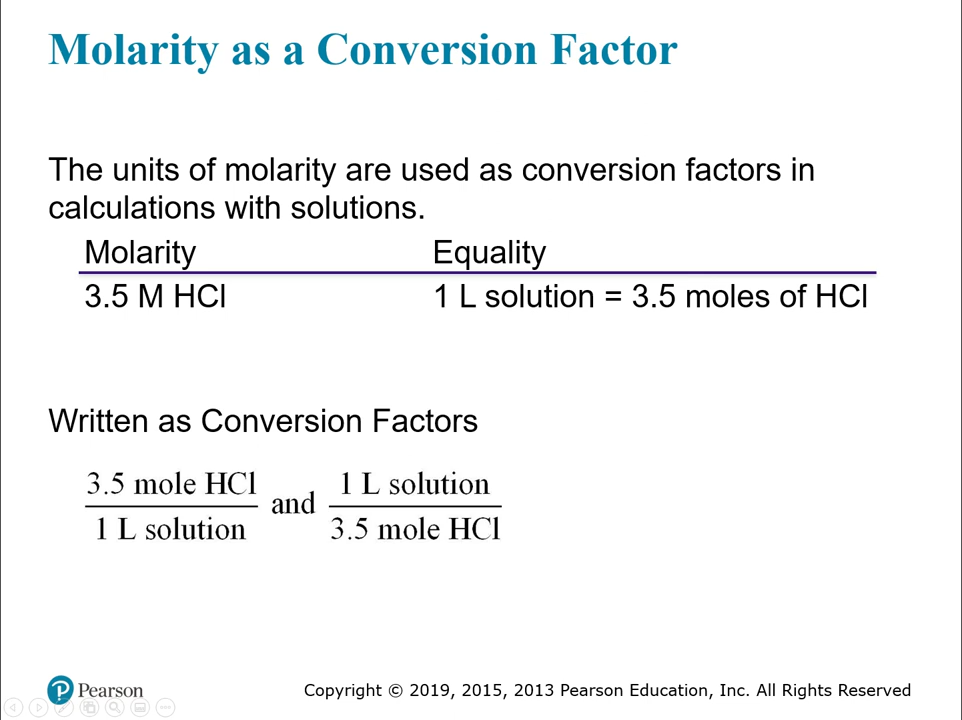 Molarity as a Conversion Factor
The units of molarity are used as conversion factors in
calculations with solutions.
Molarity Equality
3.5 M HCl 1 L solution = 3.5 moles of HCl
Written as Conversion Factors
3.5 mole HCl / 1 L solution and 1 L solution / 3.5 mole HCl
Pearson Copyright © 2019, 2015, 2013 Pearson Education, Inc. All Rights Reserved